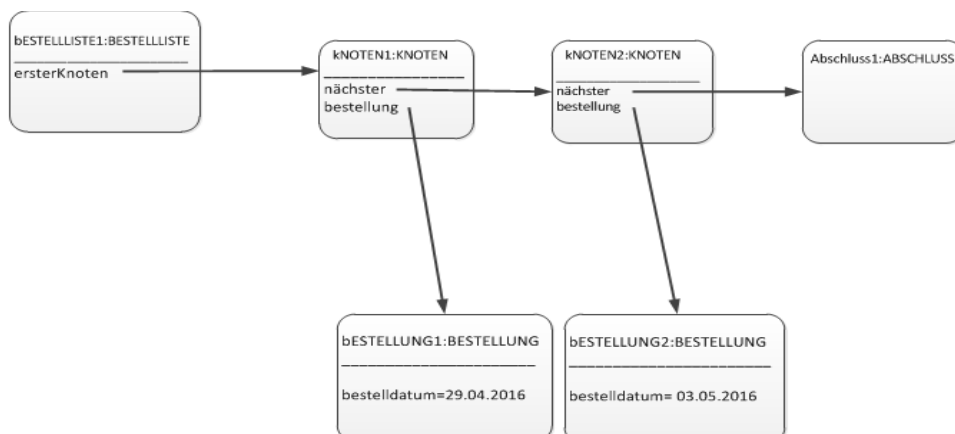 bESTELLLISTE1:BESTELLLISTE
ersterKnoten
kNOTEN1:KNOTEN
nächster
bestellung
kNOTEN2:KNOTEN
nächster
bestellung
Abschluss1:ABSCHLUSS
bESTELLUNG1:BESTELLUNG
bestelldatum=29.04.2016
bESTELLUNG2:BESTELLUNG
bestelldatum= 03.05.2016